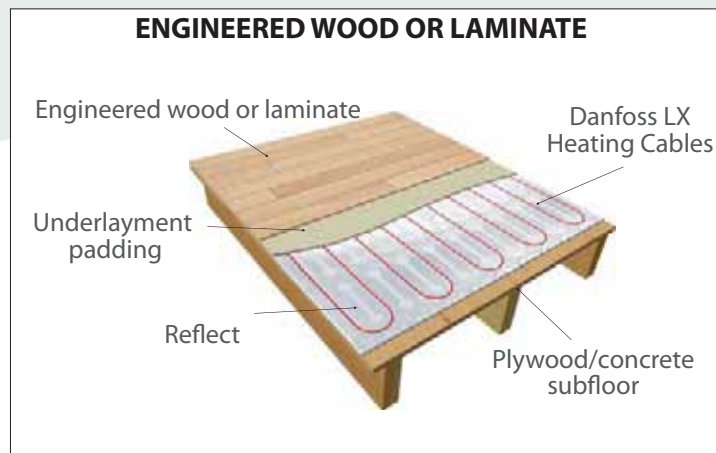 ENGINEERED WOOD OR LAMINATE
Engineered wood or laminate
Danfoss LX
Heating Cables
Underlayment
padding
Reflect
Plywood/concrete
subfloor